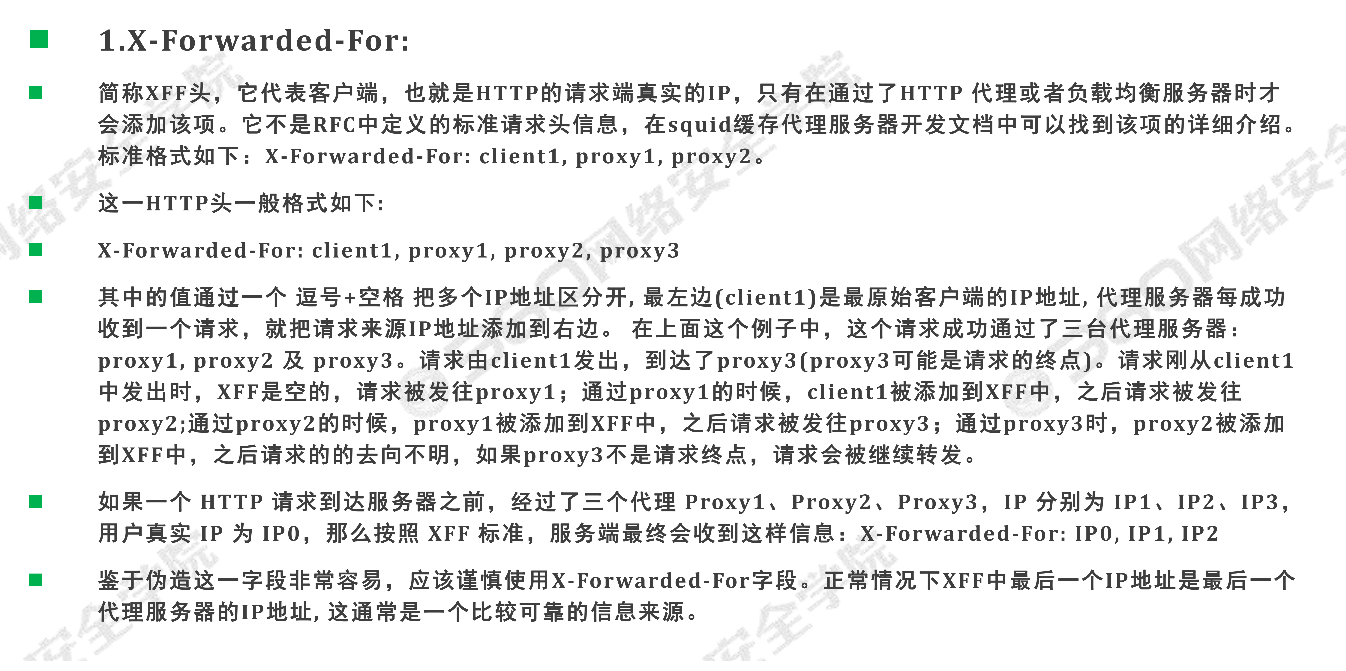 1.X-Forwarded-For:
简称XFF头，它代表客户端，也就是HTTP的请求端真实的IP，只有在通过了HTTP 代理或者负载均衡服务器时才
会添加该项。它不是RFC中定义的标准请求头信息，在squid缓存代理服务器开发文档中可以找到该项的详细介绍。
标准格式如下：X-Forwarded-For: client1, proxy1, proxy2。
这一HTTP头一般格式如下:
X-Forwarded-For: client1, proxy1, proxy2, proxy3
其中的值通过一个 逗号+空格 把多个IP地址区分开, 最左边(client1)是最原始客户端的IP地址, 代理服务器每成功
收到一个请求，就把请求来源IP地址添加到右边。 在上面这个例子中，这个请求成功通过了三台代理服务器：
proxy1, proxy2 及 proxy3。请求由client1发出，到达了proxy3(proxy3可能是请求的终点)。请求刚从client1
中发出时，XFF是空的，请求被发往proxy1；通过proxy1的时候，client1被添加到XFF中，之后请求被发往
proxy2;通过proxy2的时候，proxy1被添加到XFF中，之后请求被发往proxy3；通过proxy3时，proxy2被添加
到XFF中，之后请求的的去向不明，如果proxy3不是请求终点，请求会被继续转发。
如果一个 HTTP 请求到达服务器之前，经过了三个代理 Proxy1、Proxy2、Proxy3，IP 分别为 IP1、IP2、IP3，
用户真实 IP 为 IP0，那么按照 XFF 标准，服务端最终会收到这样信息：X-Forwarded-For: IP0, IP1, IP2
鉴于伪造这一字段非常容易，应该谨慎使用X-Forwarded-For字段。正常情况下XFF中最后一个IP地址是最后一个
代理服务器的IP地址, 这通常是一个比较可靠的信息来源。
360网络安全学院